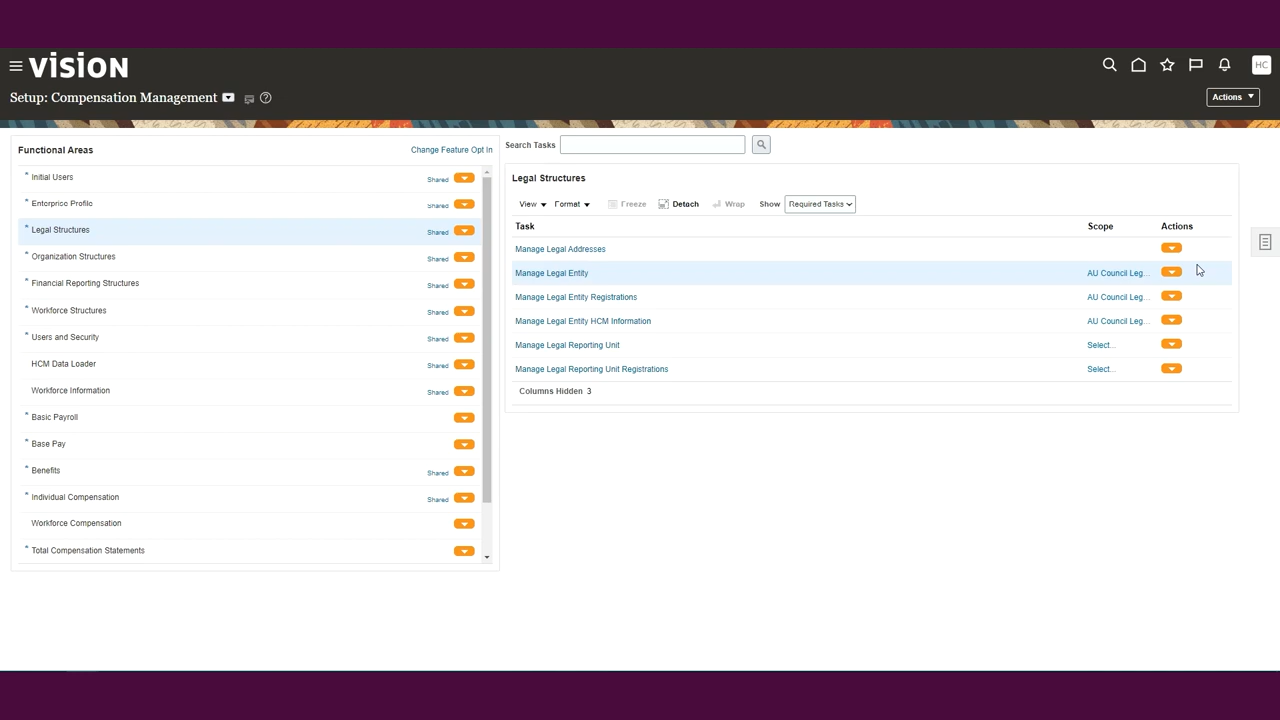 VISION
HC
Setup: Compensation Management
Actions
Functional Areas
Change Feature Opt In
Search Tasks
* Initial Users Shared
* Enterprise Profile Shared
* Legal Structures Shared
* Organization Structures Shared
* Financial Reporting Structures Shared
* Workforce Structures Shared
* Users and Security Shared
HCM Data Loader Shared
Workforce Information Shared
* Basic Payroll
* Base Pay
* Benefits Shared
* Individual Compensation Shared
Workforce Compensation
* Total Compensation Statements
Legal Structures
View Format Freeze Detach Wrap Show Required Tasks
Task Scope Actions
Manage Legal Addresses
Manage Legal Entity AU Council Leg...
Manage Legal Entity Registrations AU Council Leg...
Manage Legal Entity HCM Information AU Council Leg...
Manage Legal Reporting Unit Select...
Manage Legal Reporting Unit Registrations Select...
Columns Hidden 3